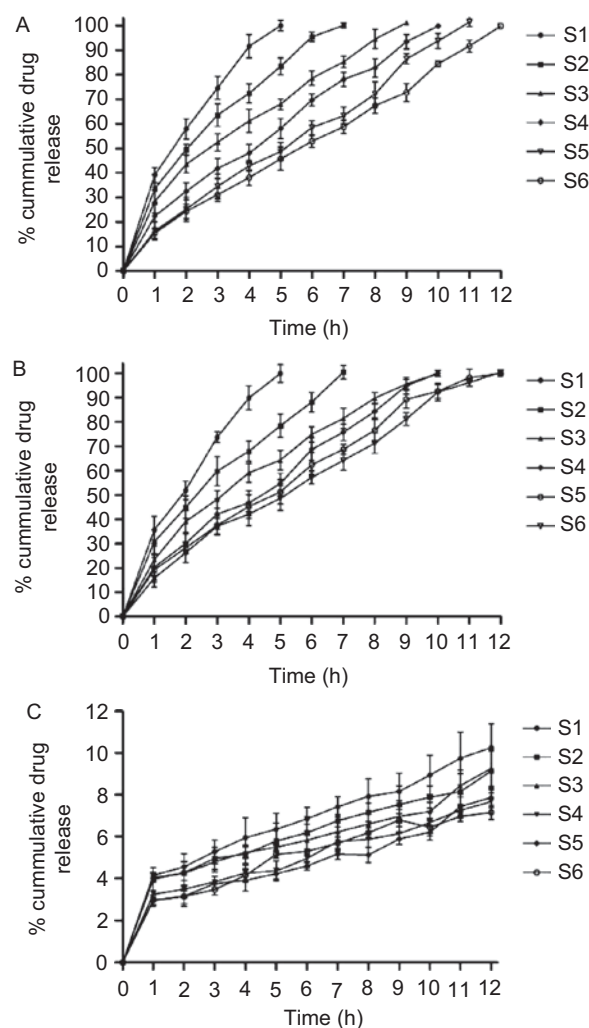 A
% cummulative drug
release
100
90
80
70
60
50
40
30
20
10
0
0 1 2 3 4 5 6 7 8 9 10 11 12
Time (h)
S1
S2
S3
S4
S5
S6
B
% cummulative drug
release
100
90
80
70
60
50
40
30
20
10
0
0 1 2 3 4 5 6 7 8 9 10 11 12
Time (h)
S1
S2
S3
S4
S5
S6
C
% cummulative drug
release
12
10
8
6
4
2
0
0 1 2 3 4 5 6 7 8 9 10 11 12
Time (h)
S1
S2
S3
S4
S5
S6